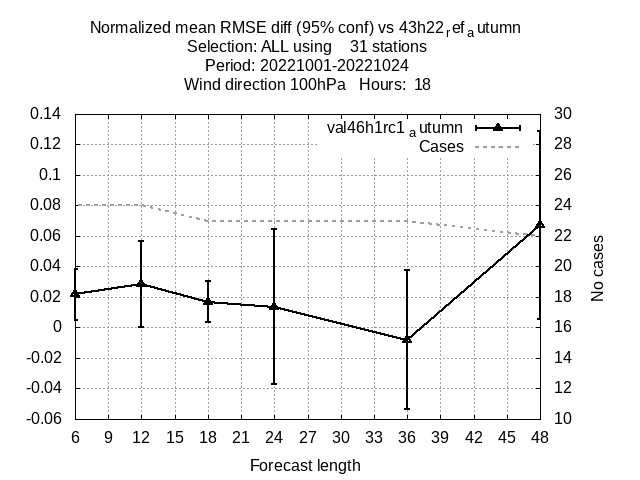 Normalized mean RMSE diff (95% conf) vs 43h22refautumn
Selection: ALL using 31 stations
Period: 20221001-20221024
Wind direction 100hPa Hours: 18
val46h1rc1autumn
Cases
0.14
0.12
0.1
0.08
0.06
0.04
0.02
0
-0.02
-0.04
-0.06
30
28
26
24
22
20
18
16
14
12
10
No cases
6 9 12 15 18 21 24 27 30 33 36 39 42 45 48
Forecast length